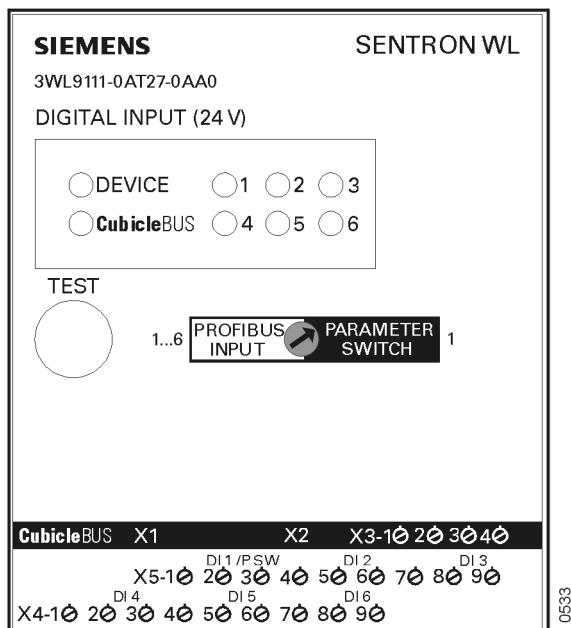 SIEMENS SENTRON WL
3WL9111-0AT27-0AA0
DIGITAL INPUT (24 V)
DEVICE 1 2 3
CubicleBUS 4 5 6
TEST
1...6 PROFIBUS INPUT PARAMETER SWITCH 1
CubicleBUS X1 X2 X3-1 2 3 4
DI 1 /PSW DI 2 DI 3
X5-1 2 3 4 5 6 7 8 9
DI 4 DI 5 DI 6
X4-1 2 3 4 5 6 7 8 9
0533